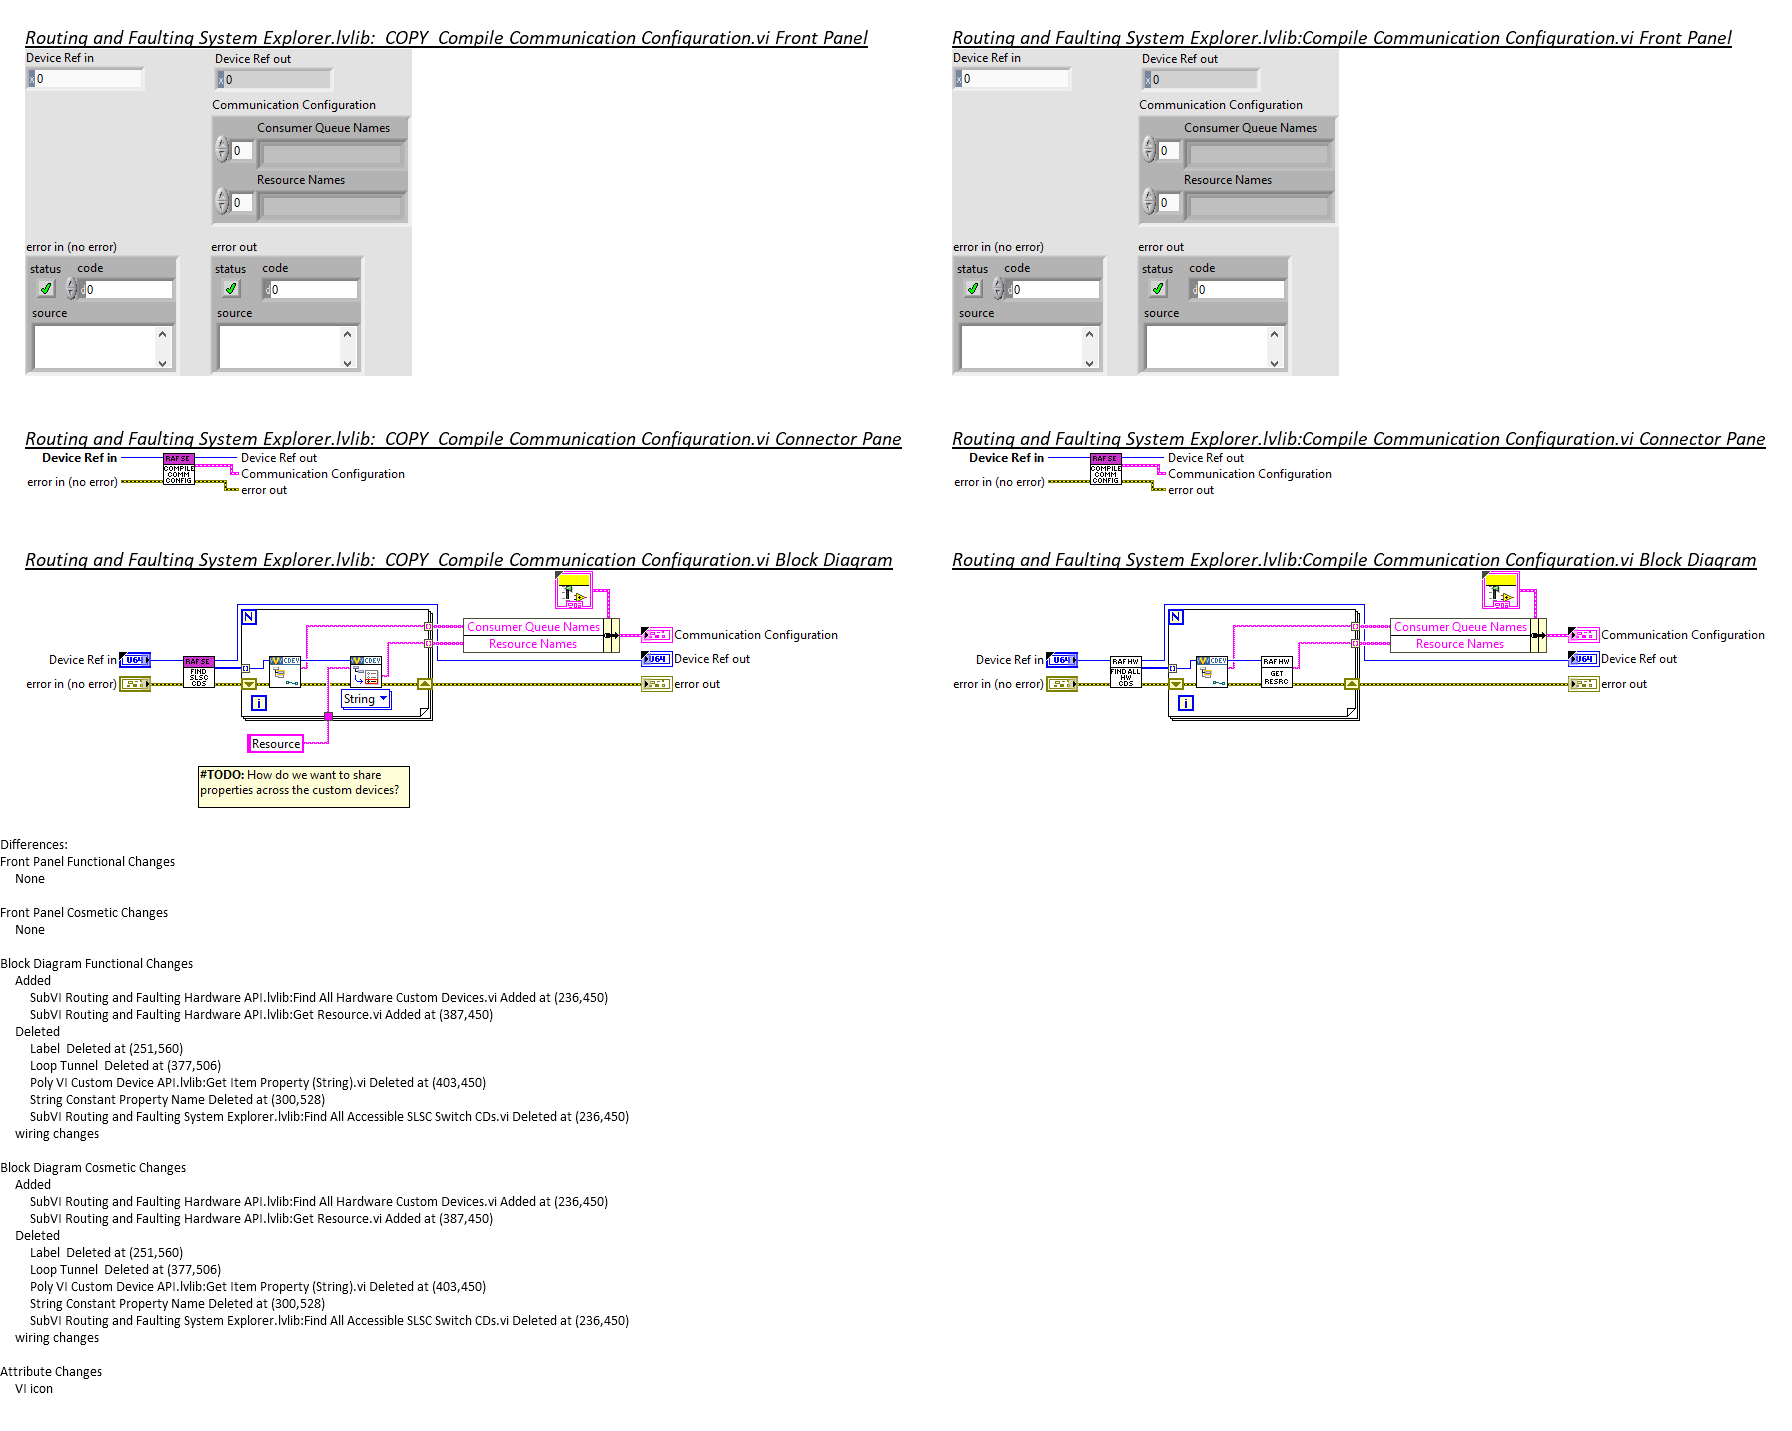 Routing and Faulting System Explorer.lvlib:_COPY_Compile Communication Configuration.vi Front Panel
Device Ref in
Device Ref out
x 0
x 0
Communication Configuration
Consumer Queue Names
0
Resource Names
0
error in (no error)
error out
status
code
status
code
d 0
d 0
source
source
Routing and Faulting System Explorer.lvlib:Compile Communication Configuration.vi Front Panel
Device Ref in
Device Ref out
x 0
x 0
Communication Configuration
Consumer Queue Names
0
Resource Names
0
error in (no error)
error out
status
code
status
code
d 0
d 0
source
source
Routing and Faulting System Explorer.lvlib:_COPY_Compile Communication Configuration.vi Connector Pane
Device Ref in
RAF SE
COMPILE
COMM
CONFIG
Device Ref out
Communication Configuration
error in (no error)
error out
Routing and Faulting System Explorer.lvlib:Compile Communication Configuration.vi Connector Pane
Device Ref in
RAF SE
COMPILE
COMM
CONFIG
Device Ref out
Communication Configuration
error in (no error)
error out
Routing and Faulting System Explorer.lvlib:_COPY_Compile Communication Configuration.vi Block Diagram
N
Consumer Queue Names
Resource Names
Communication Configuration
Device Ref in
U64
RAF SE
FIND
SLSC
CDS
CDEV
CDEV
U64
Device Ref out
error in (no error)
error out
i
String
Resource
#TODO: How do we want to share
properties across the custom devices?
Routing and Faulting System Explorer.lvlib:Compile Communication Configuration.vi Block Diagram
N
Consumer Queue Names
Resource Names
Communication Configuration
Device Ref in
U64
RAF HW
FIND ALL
HW
CDS
CDEV
RAF HW
GET
RESRC
U64
Device Ref out
error in (no error)
error out
i
Differences:
Front Panel Functional Changes
None
Front Panel Cosmetic Changes
None
Block Diagram Functional Changes
Added
SubVI Routing and Faulting Hardware API.lvlib:Find All Hardware Custom Devices.vi Added at (236,450)
SubVI Routing and Faulting Hardware API.lvlib:Get Resource.vi Added at (387,450)
Deleted
Label  Deleted at (251,560)
Loop Tunnel  Deleted at (377,506)
Poly VI Custom Device API.lvlib:Get Item Property (String).vi Deleted at (403,450)
String Constant Property Name Deleted at (300,528)
SubVI Routing and Faulting System Explorer.lvlib:Find All Accessible SLSC Switch CDs.vi Deleted at (236,450)
wiring changes
Block Diagram Cosmetic Changes
Added
SubVI Routing and Faulting Hardware API.lvlib:Find All Hardware Custom Devices.vi Added at (236,450)
SubVI Routing and Faulting Hardware API.lvlib:Get Resource.vi Added at (387,450)
Deleted
Label  Deleted at (251,560)
Loop Tunnel  Deleted at (377,506)
Poly VI Custom Device API.lvlib:Get Item Property (String).vi Deleted at (403,450)
String Constant Property Name Deleted at (300,528)
SubVI Routing and Faulting System Explorer.lvlib:Find All Accessible SLSC Switch CDs.vi Deleted at (236,450)
wiring changes
Attribute Changes
VI icon